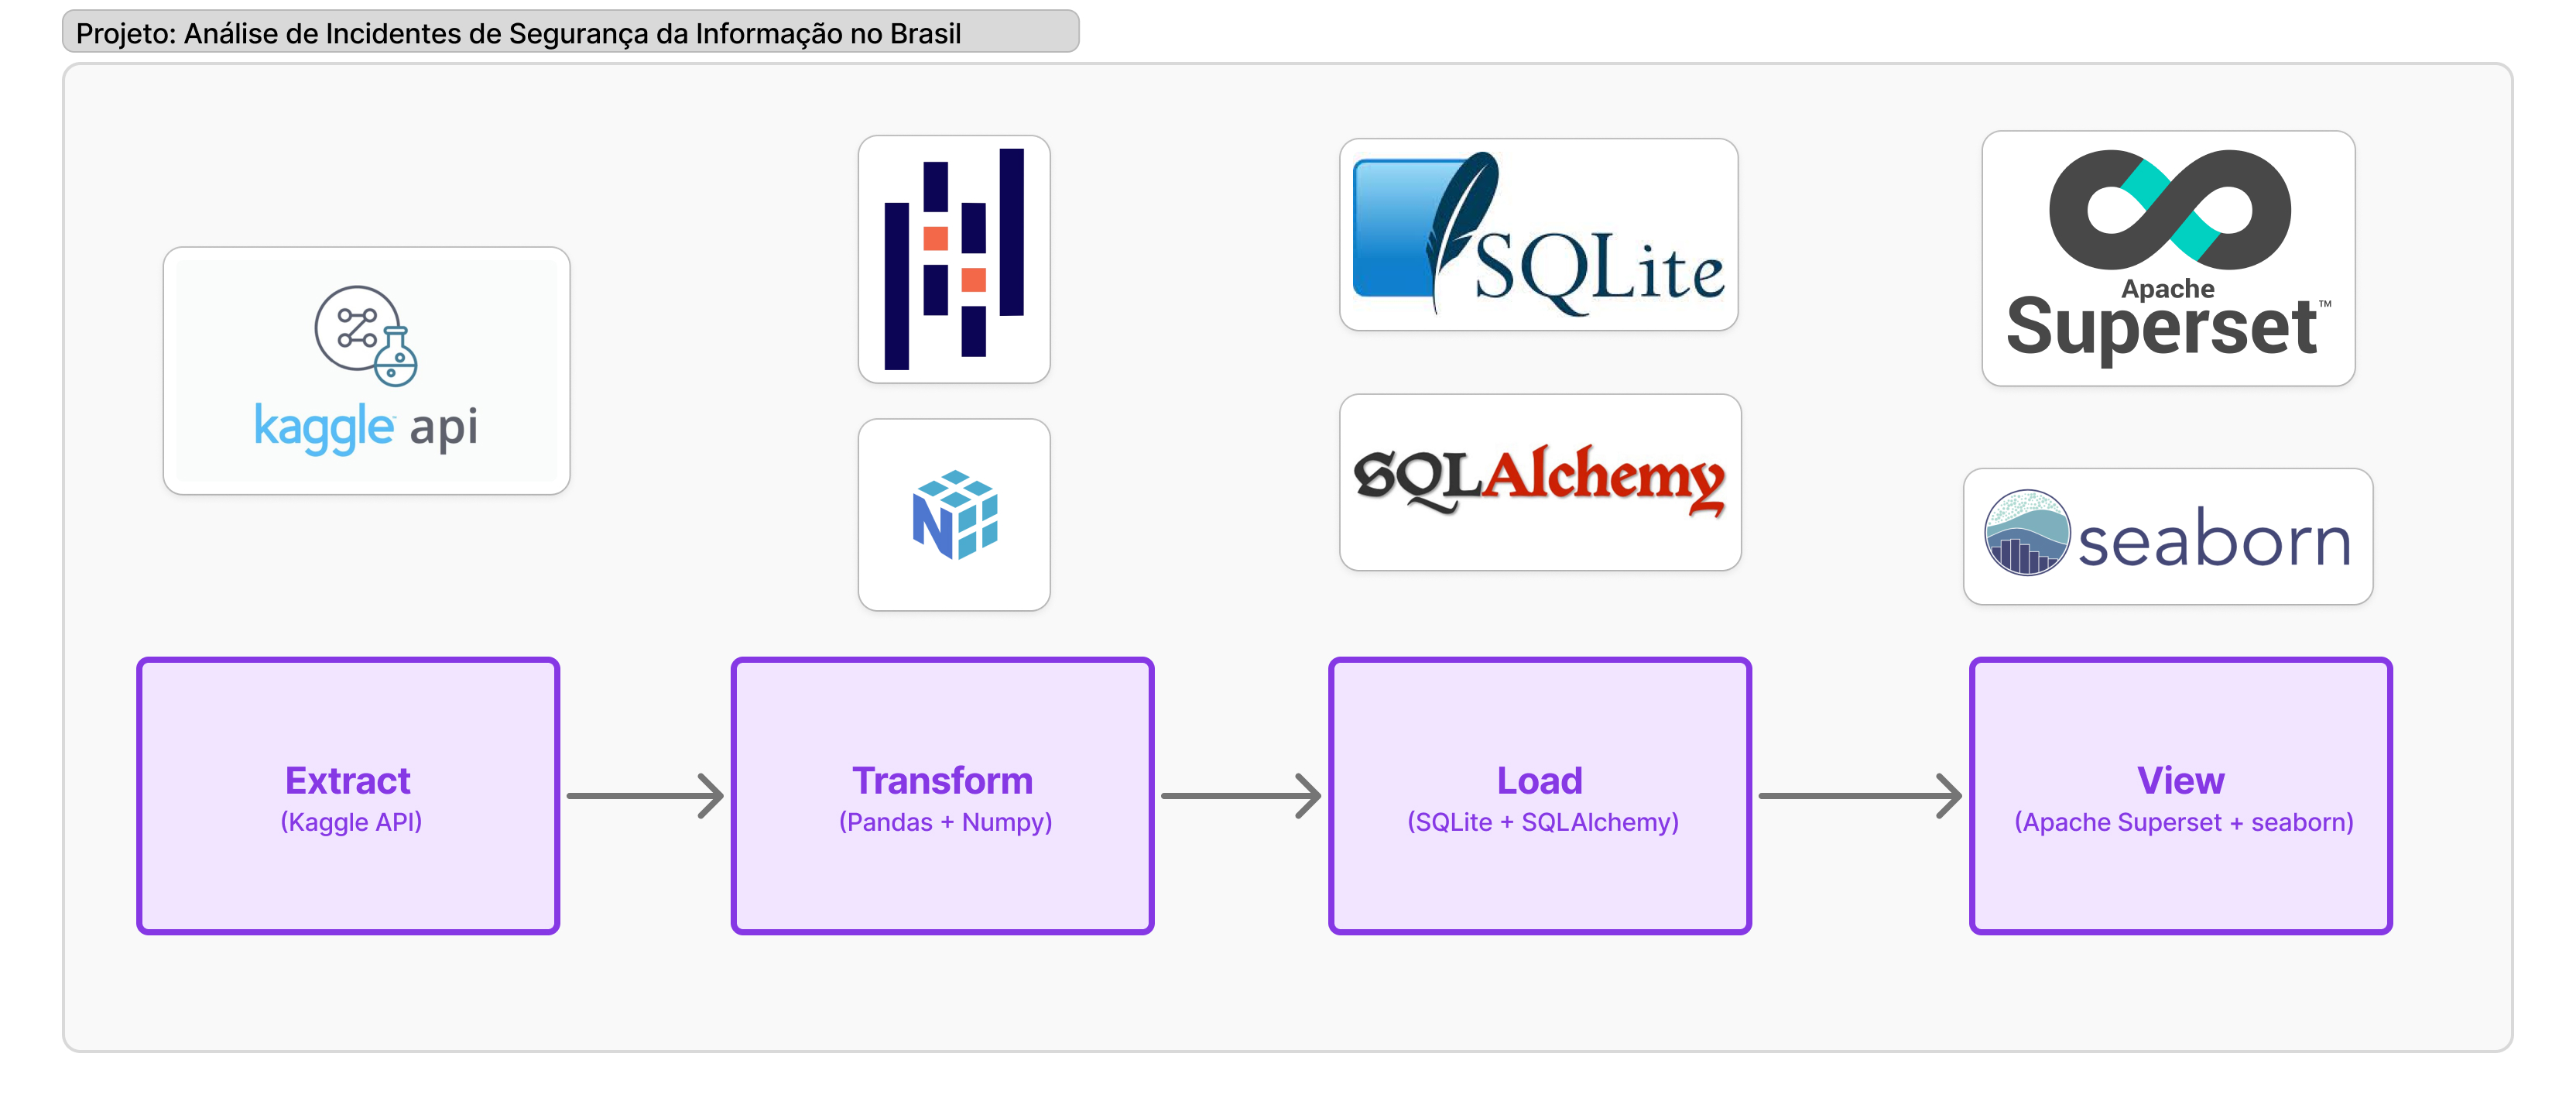 Projeto: Análise de Incidentes de Segurança da Informação no Brasil
kaggle api
N
SQLite
SQLAlchemy
Apache
Superset™
seaborn
Extract
(Kaggle API)
Transform
(Pandas + Numpy)
Load
(SQLite + SQLAlchemy)
View
(Apache Superset + seaborn)